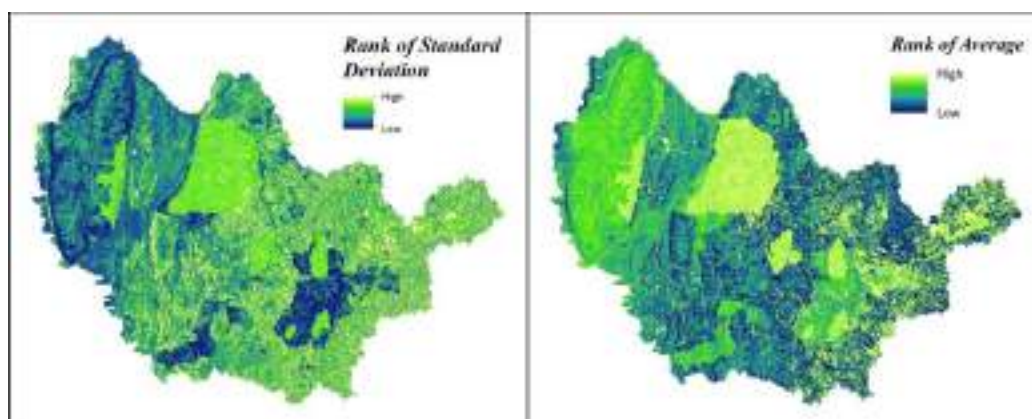 Rank of Standard
Deviation
High
Low
Rank of Average
High
Low